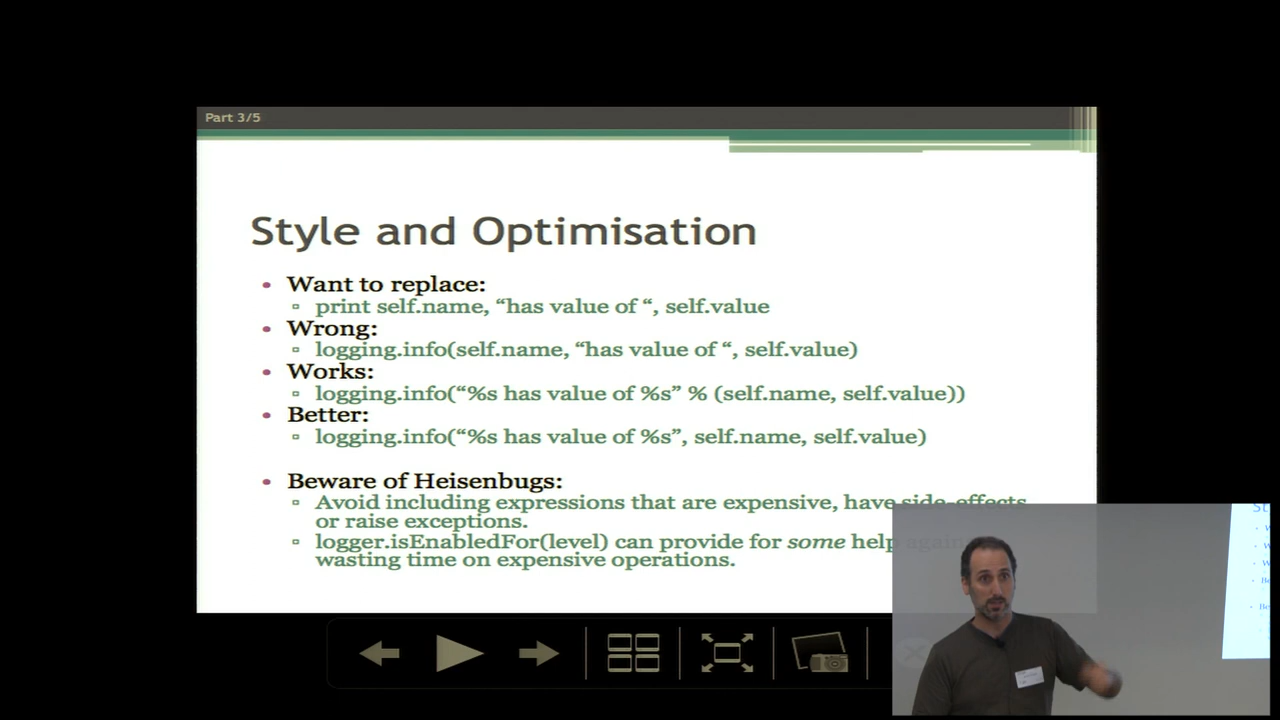 Part 3/5
Style and Optimisation
• Want to replace:
▫ print self.name, “has value of “, self.value
• Wrong:
▫ logging.info(self.name, “has value of “, self.value)
• Works:
▫ logging.info(“%s has value of %s” % (self.name, self.value))
• Better:
▫ logging.info(“%s has value of %s”, self.name, self.value)
• Beware of Heisenbugs:
▫ Avoid including expressions that are expensive, have side-effects
or raise exceptions.
▫ logger.isEnabledFor(level) can provide for some help against
wasting time on expensive operations.
St